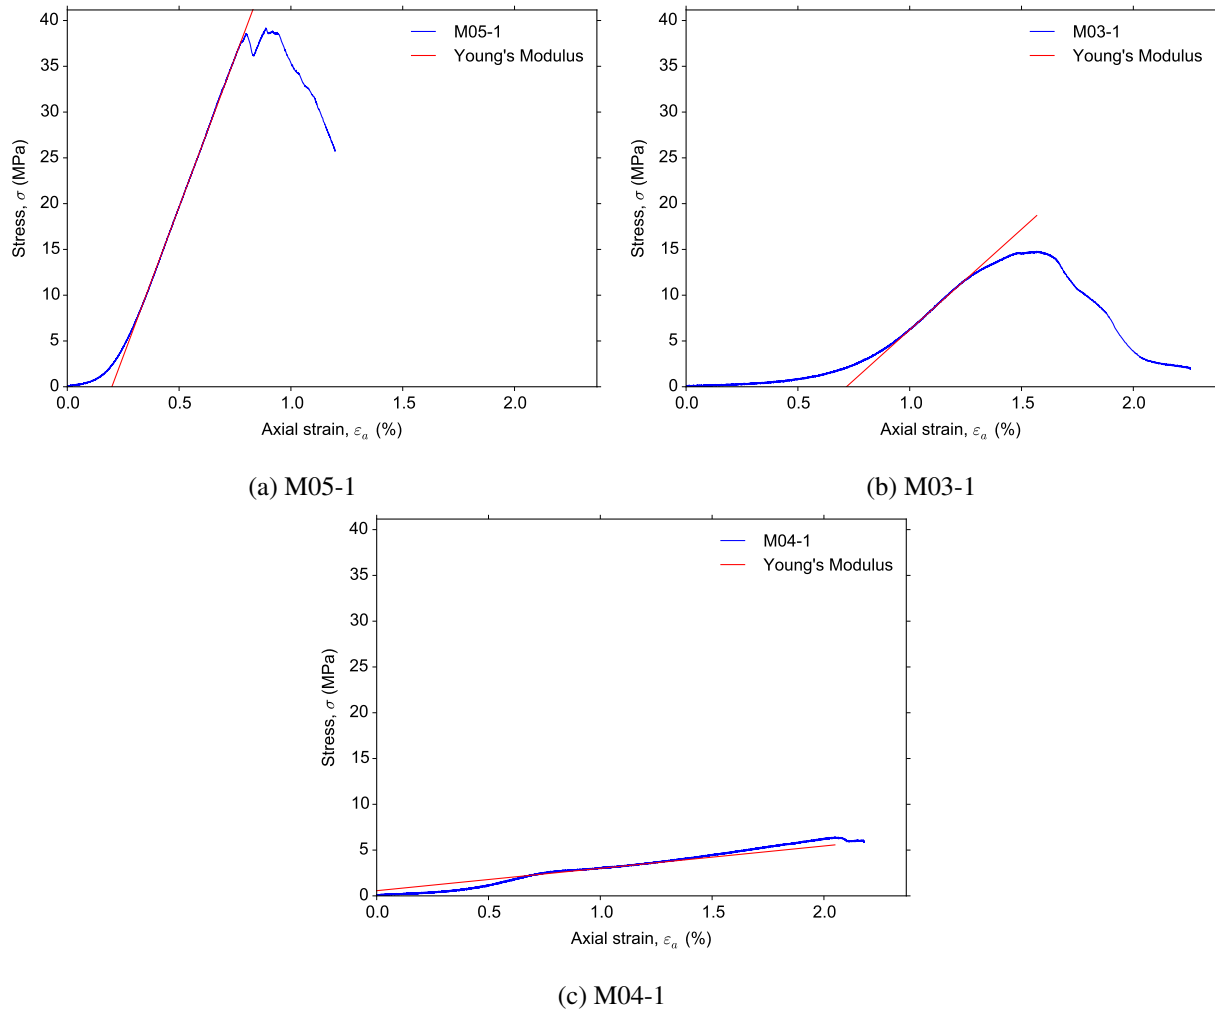 40
35
30
25
20
15
10
5
0
Stress, σ (MPa)
M05-1
Young's Modulus
0.0 0.5 1.0 1.5 2.0
Axial strain, εa (%)
(a) M05-1
40
35
30
25
20
15
10
5
0
Stress, σ (MPa)
M03-1
Young's Modulus
0.0 0.5 1.0 1.5 2.0
Axial strain, εa (%)
(b) M03-1
40
35
30
25
20
15
10
5
0
Stress, σ (MPa)
M04-1
Young's Modulus
0.0 0.5 1.0 1.5 2.0
Axial strain, εa (%)
(c) M04-1